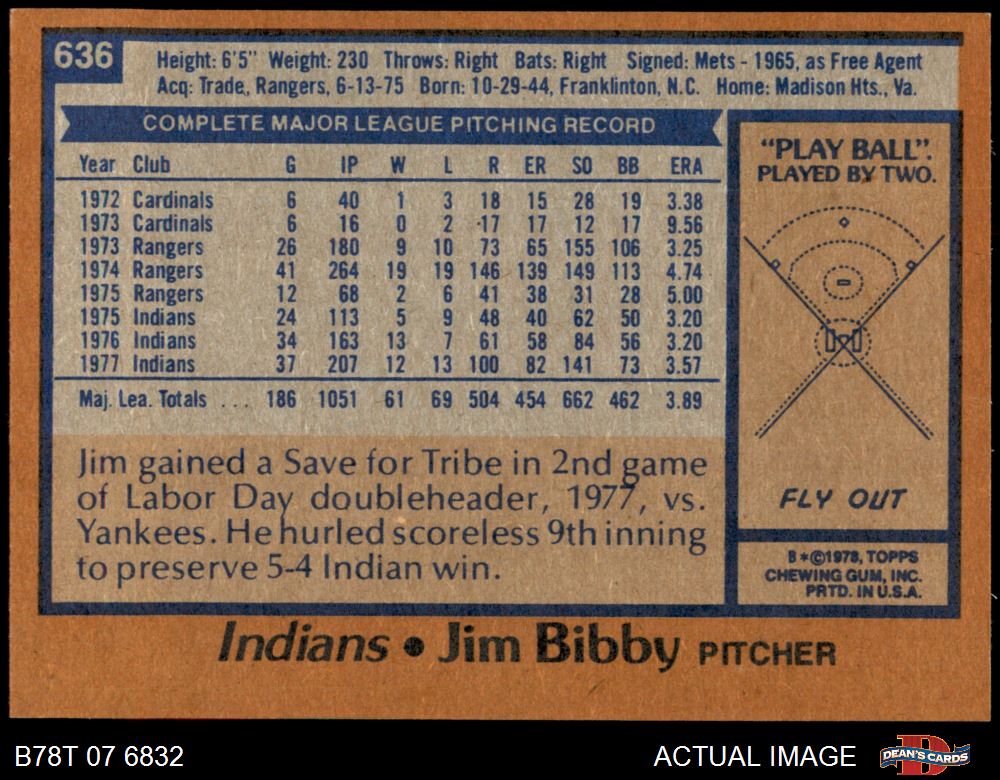 636
Height: 6'5" Weight: 230 Throws: Right Bats: Right Signed: Mets - 1965, as Free Agent
Acq: Trade, Rangers, 6-13-75 Born: 10-29-44, Franklinton, N.C. Home: Madison Hts., Va.
COMPLETE MAJOR LEAGUE PITCHING RECORD
Year Club G IP W L R ER SO BB ERA
1972 Cardinals 6 40 1 3 18 15 28 19 3.38
1973 Cardinals 6 16 0 2 17 17 12 17 9.56
1973 Rangers 26 180 9 10 73 65 155 106 3.25
1974 Rangers 41 264 19 19 146 139 149 113 4.74
1975 Rangers 12 68 2 6 41 38 31 28 5.00
1975 Indians 24 113 5 9 48 40 62 50 3.20
1976 Indians 34 163 13 7 61 58 84 56 3.20
1977 Indians 37 207 12 13 100 82 141 73 3.57
Maj. Lea. Totals ... 186 1051 61 69 504 454 662 462 3.89
Jim gained a Save for Tribe in 2nd game
of Labor Day doubleheader, 1977, vs.
Yankees. He hurled scoreless 9th inning
to preserve 5-4 Indian win.
"PLAY BALL".
PLAYED BY TWO.
FLY OUT
B*©1978, TOPPS
CHEWING GUM, INC.
PRTD. IN U.S.A.
Indians • Jim Bibby PITCHER
B78T 07 6832
ACTUAL IMAGE
DEAN'S CARDS